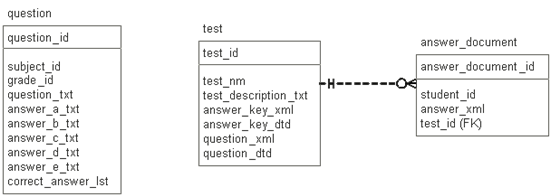 question
question_id
subject_id
grade_id
question_txt
answer_a_txt
answer_b_txt
answer_c_txt
answer_d_txt
answer_e_txt
correct_answer_lst
test
test_id
test_nm
test_description_txt
answer_key_xml
answer_key_dtd
question_xml
question_dtd
answer_document
answer_document_id
student_id
answer_xml
test_id (FK)